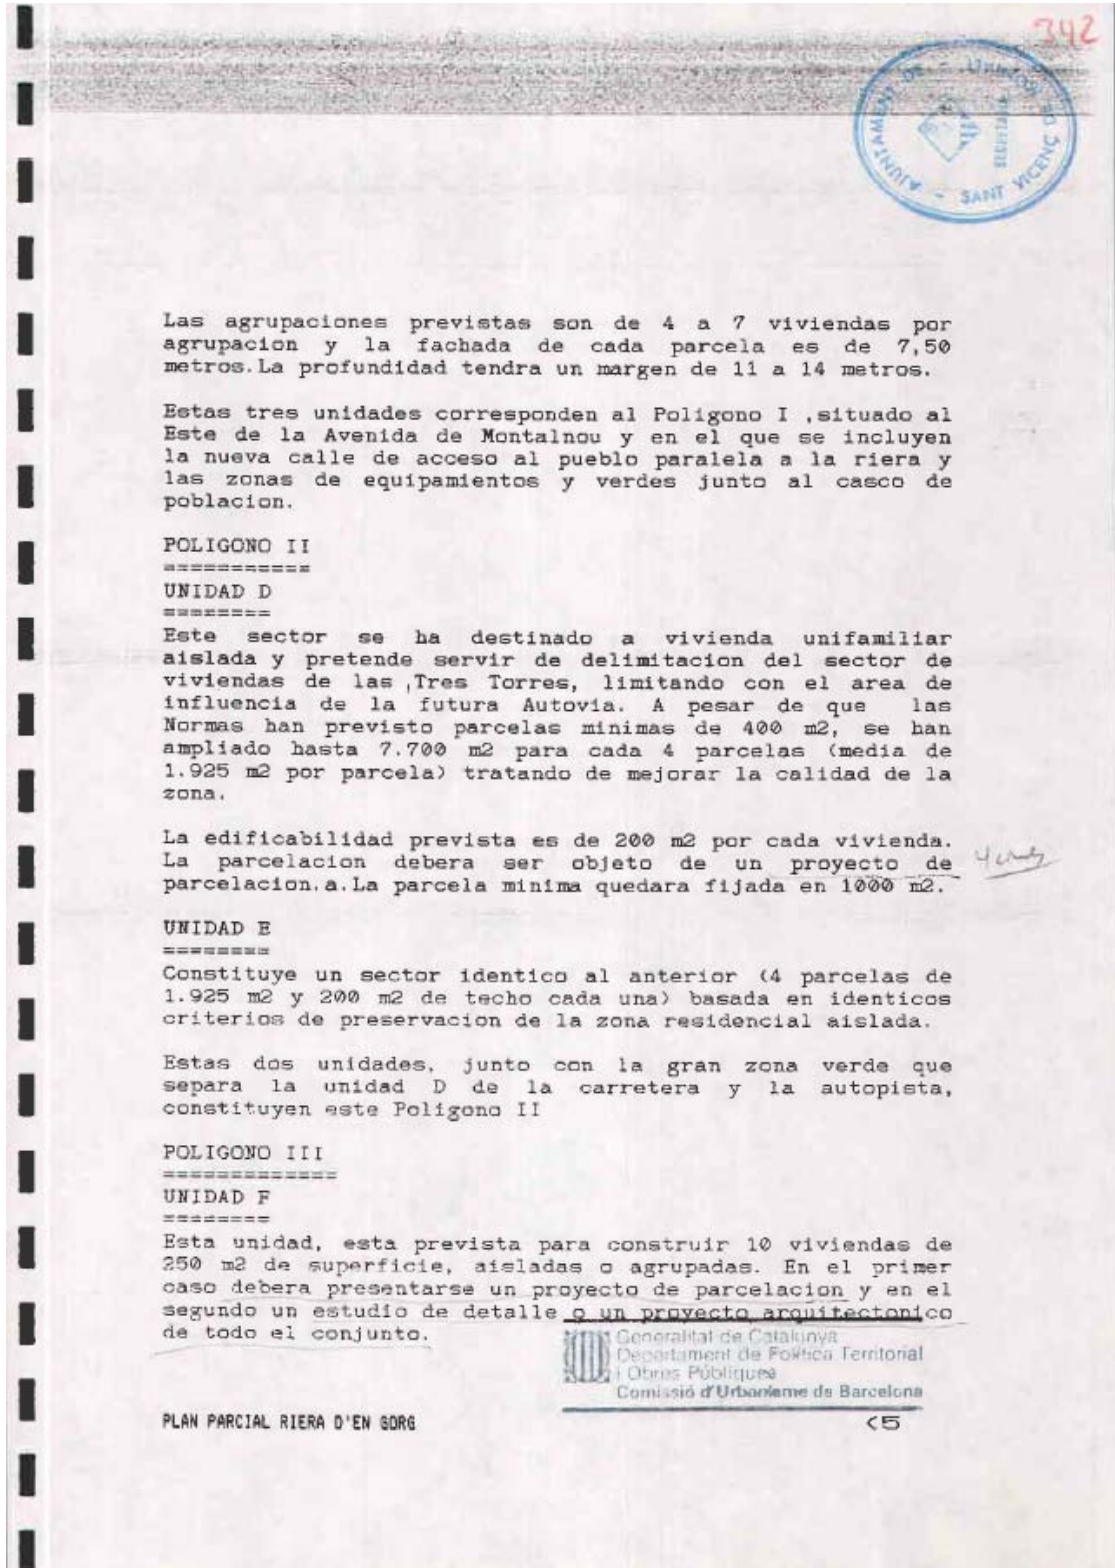 342
AJUNTAMENT DE - SANT VICENÇ DE
SECRETARIA
Las agrupaciones previstas son de 4 a 7 viviendas por
agrupacion y la fachada de cada parcela es de 7,50
metros.La profundidad tendra un margen de 11 a 14 metros.
Estas tres unidades corresponden al Poligono I ,situado al
Este de la Avenida de Montalnou y en el que se incluyen
la nueva calle de acceso al pueblo paralela a la riera y
las zonas de equipamientos y verdes junto al casco de
poblacion.
POLIGONO II
===========
UNIDAD D
========
Este sector se ha destinado a vivienda unifamiliar
aislada y pretende servir de delimitacion del sector de
viviendas de las ,Tres Torres, limitando con el area de
influencia de la futura Autovia. A pesar de que las
Normas han previsto parcelas minimas de 400 m2, se han
ampliado hasta 7.700 m2 para cada 4 parcelas (media de
1.925 m2 por parcela) tratando de mejorar la calidad de la
zona.
La edificabilidad prevista es de 200 m2 por cada vivienda.
La parcelacion debera ser objeto de un proyecto de
parcelacion.a.La parcela minima quedara fijada en 1000 m2.
UNIDAD E
========
Constituye un sector identico al anterior (4 parcelas de
1.925 m2 y 200 m2 de techo cada una) basada en identicos
criterios de preservacion de la zona residencial aislada.
Estas dos unidades, junto con la gran zona verde que
separa la unidad D de la carretera y la autopista,
constituyen este Poligono II
POLIGONO III
=============
UNIDAD F
========
Esta unidad, esta prevista para construir 10 viviendas de
250 m2 de superficie, aisladas o agrupadas. En el primer
caso debera presentarse un proyecto de parcelacion y en el
segundo un estudio de detalle o un proyecto arquitectonico
de todo el conjunto.
Generalitat de Catalunya
Departament de Política Territorial
i Obres Públiques
Comissió d'Urbanisme de Barcelona
PLAN PARCIAL RIERA D'EN GORG
<5